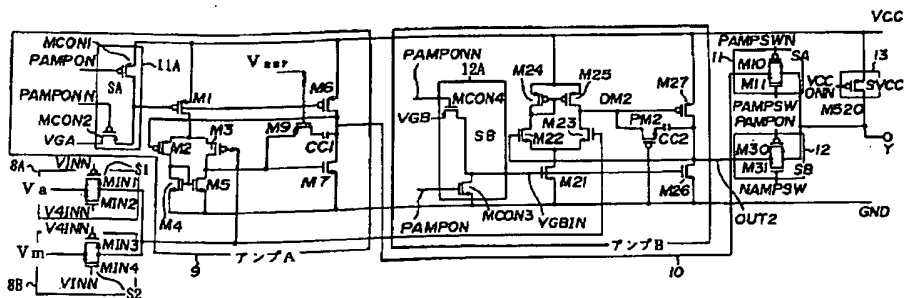 VCC
MCON1
PAMPON
11A
SA
PAMPONN
MCON2
VGA
M1
M2
M3
M4
M5
M6
M7
M9
CC1
8A
VINN
S1
Va
MIN1
MIN2
V4INN
V4INN
Vm
MIN3
MIN4
VINN
S2
8B
アンプA
9
PAMPONN
12A
MCON4
VGB
SB
PAMPON
MCON3
M24
M25
M22
M23
M21
VGBIN
DM2
PM2
CC2
M27
M26
OUT2
アンプB
10
11
PAMPSWN
SA
M10
M11
PAMPSW
PAMPON
M30
M31
SB
NAMPSW
12
13
VCC
ONN
SVCC
M520
Y
GND